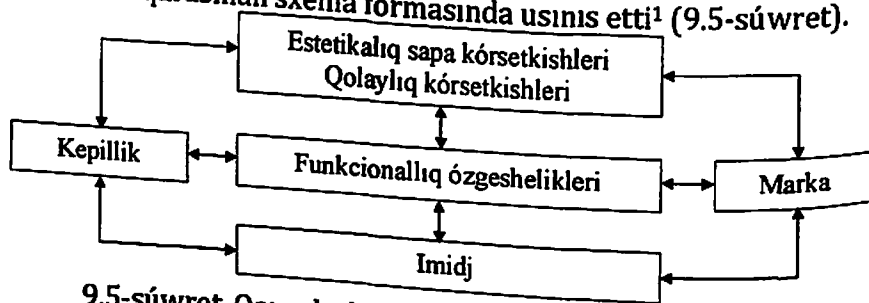 sxema formasında usınıs etti¹ (9.5-súwret).
Estetikalıq sapa kórsetkishleri
Qolaylıq kórsetkishleri
Kepillik
Funkcionallıq ózgeshelikleri
Marka
Imidj
9.5-súwret.